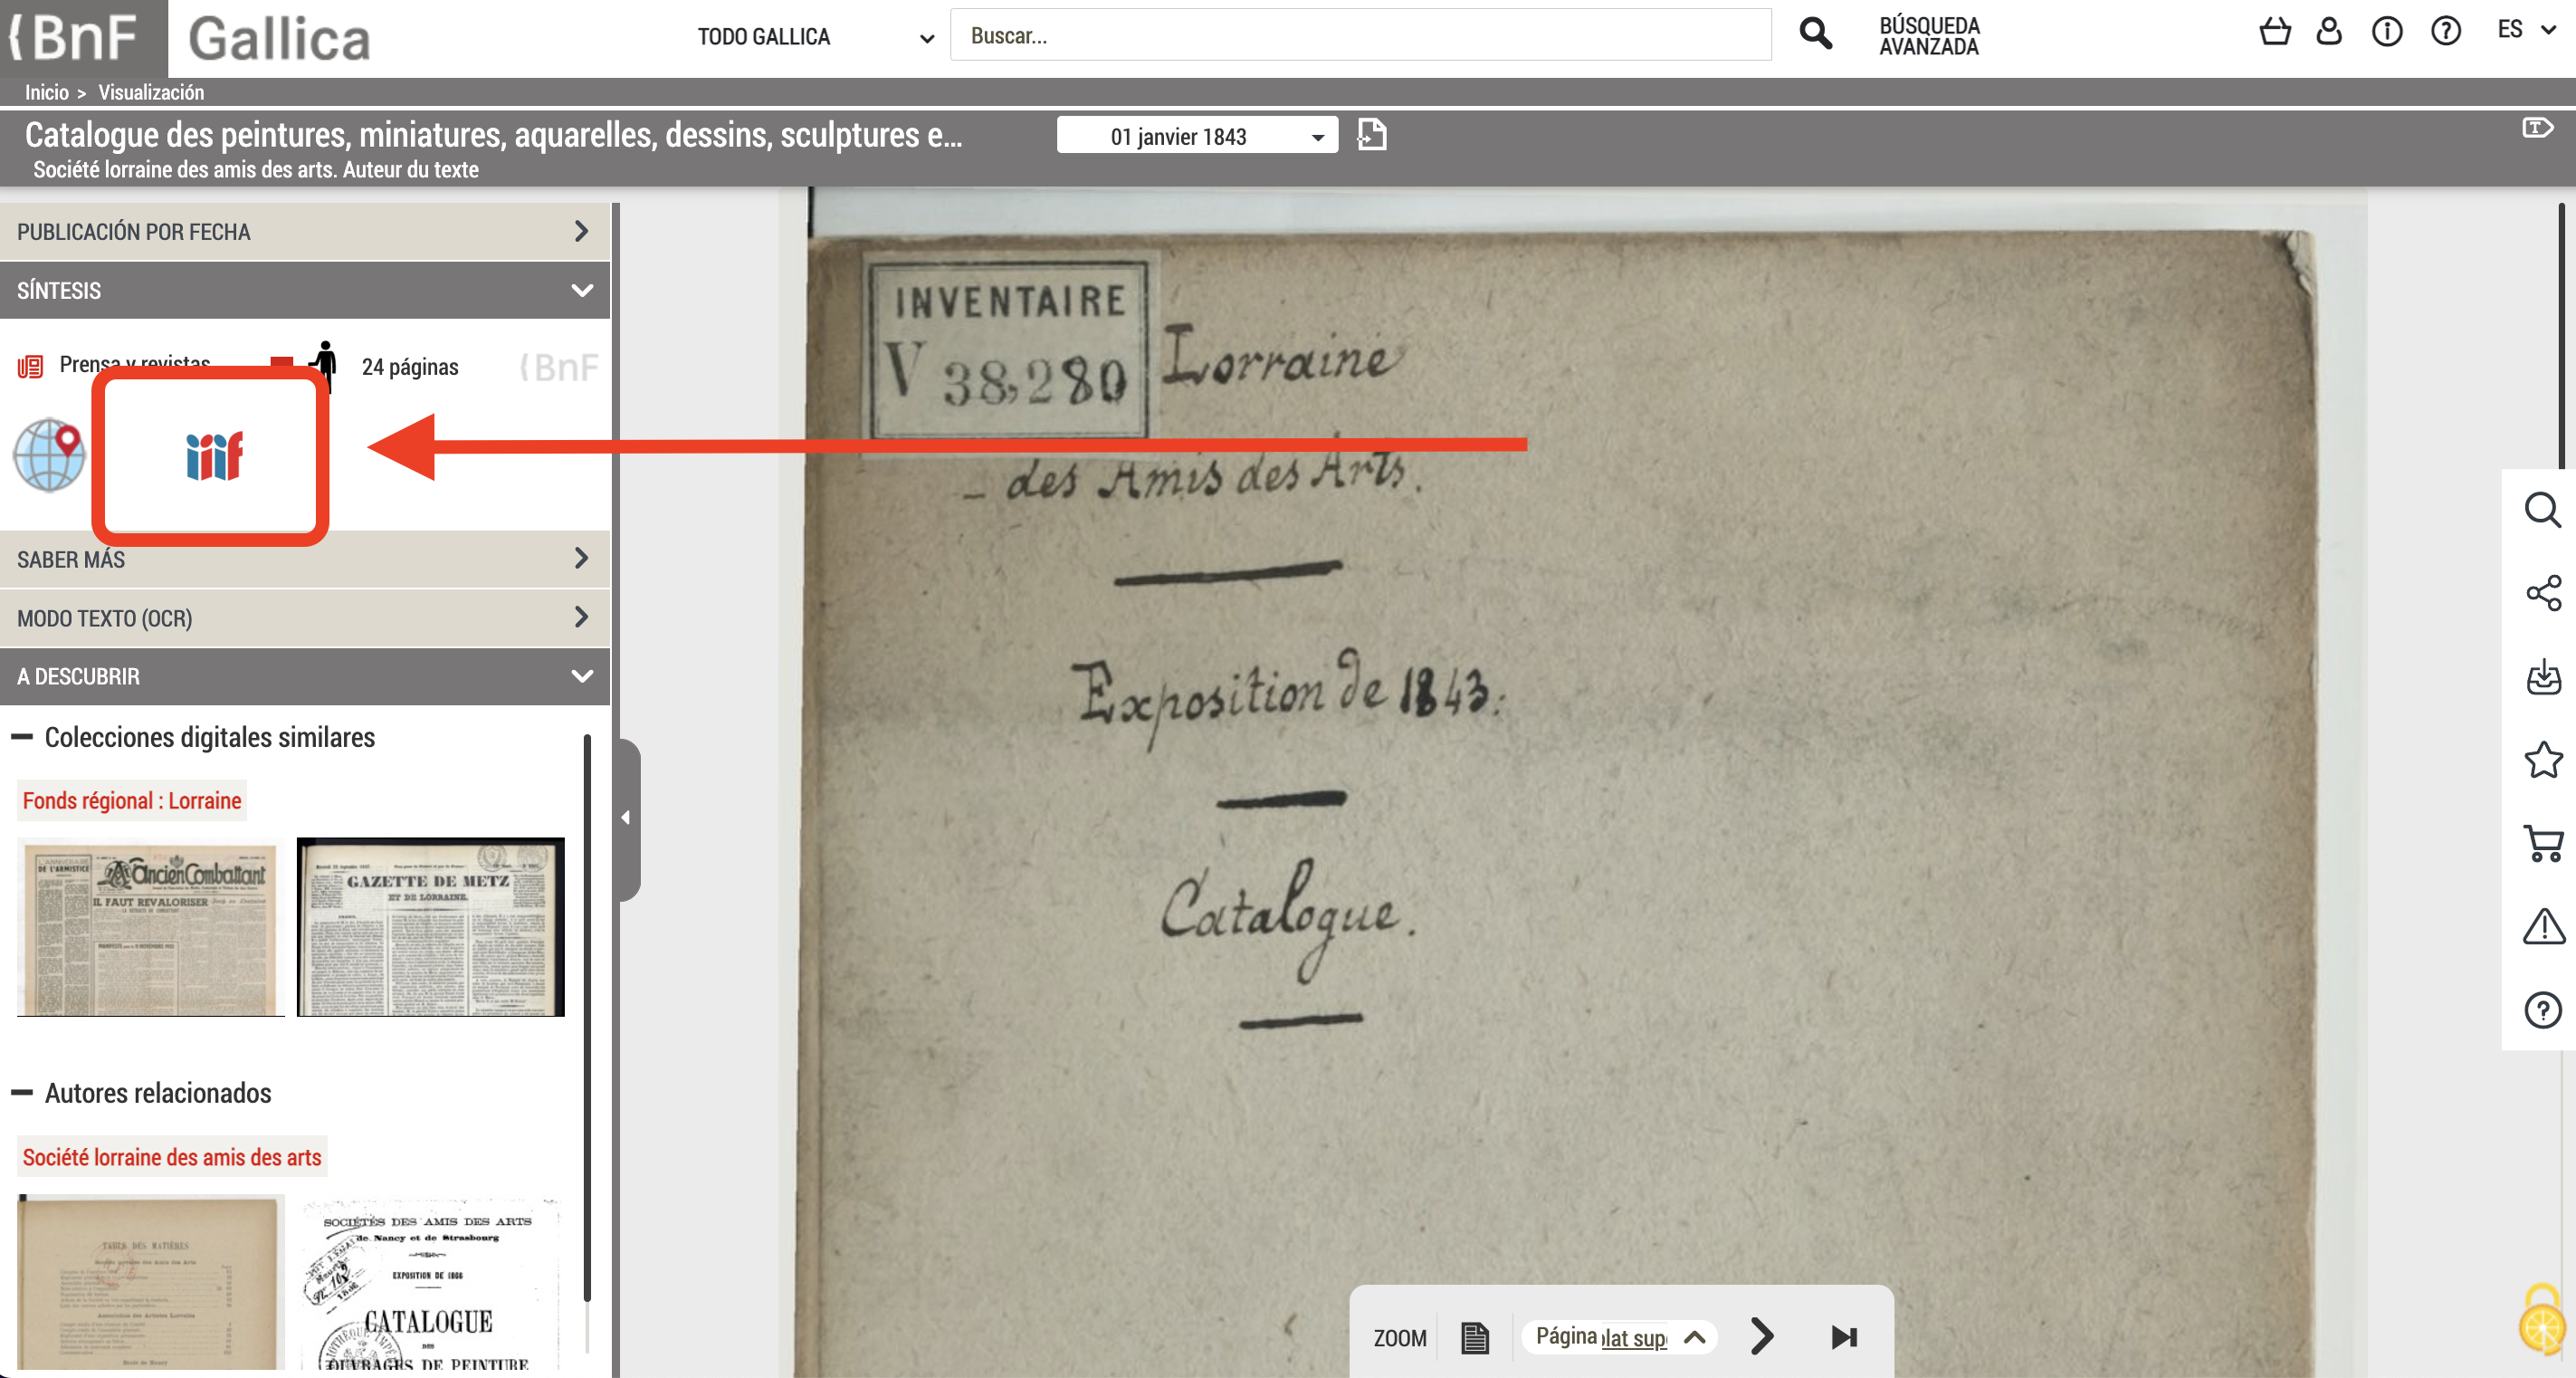 BnF Gallica
TODO GALLICA
Buscar...
BÚSQUEDA
AVANZADA
ES
Inicio > Visualización
Catalogue des peintures, miniatures, aquarelles, dessins, sculptures e...
01 janvier 1843
Société lorraine des amis des arts. Auteur du texte
PUBLICACIÓN POR FECHA
SÍNTESIS
Prensa y revistas
24 páginas
BnF
iiif
SABER MÁS
MODO TEXTO (OCR)
A DESCUBRIR
Colecciones digitales similares
Fonds régional : Lorraine
L'ANNIVERSAIRE
DE L'ARMISTICE
L'Ancien Combattant
IL FAUT REVALORISER
GAZETTE DE METZ
ET DE LORRAINE.
Autores relacionados
Société lorraine des amis des arts
TABLE DES MATIÈRES
SOCIÉTÉS DES AMIS DES ARTS
de Nancy et de Strasbourg
EXPOSITION DE 1866
CATALOGUE
DES
OUVRAGES DE PEINTURE
INVENTAIRE
V 38,280
Lorraine
_ des Amis des Arts.
Exposition de 1843.
Catalogue.
ZOOM
Página
plat supe